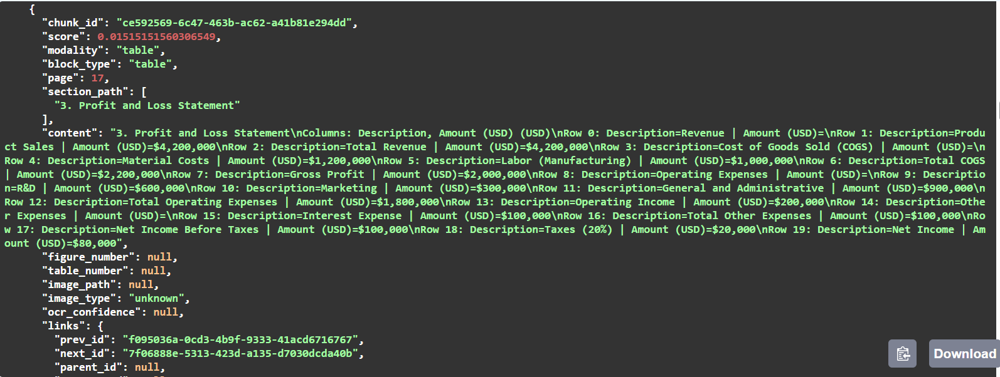 {
"chunk_id": "ce592569-6c47-463b-ac62-a41b81e294dd",
"score": 0.01515151560306549,
"modality": "table",
"block_type": "table",
"page": 17,
"section_path": [
"3. Profit and Loss Statement"
],
"content": "3. Profit and Loss Statement\nColumns: Description, Amount (USD) (USD)\nRow 0: Description=Revenue | Amount (USD)=\nRow 1: Description=Produ
ct Sales | Amount (USD)=$4,200,000\nRow 2: Description=Total Revenue | Amount (USD)=$4,200,000\nRow 3: Description=Cost of Goods Sold (COGS) | Amount (USD)=\n
Row 4: Description=Material Costs | Amount (USD)=$1,200,000\nRow 5: Description=Labor (Manufacturing) | Amount (USD)=$1,000,000\nRow 6: Description=Total COGS
| Amount (USD)=$2,200,000\nRow 7: Description=Gross Profit | Amount (USD)=$2,000,000\nRow 8: Description=Operating Expenses | Amount (USD)=\nRow 9: Descriptio
n=R&D | Amount (USD)=$600,000\nRow 10: Description=Marketing | Amount (USD)=$300,000\nRow 11: Description=General and Administrative | Amount (USD)=$900,000\n
Row 12: Description=Total Operating Expenses | Amount (USD)=$1,800,000\nRow 13: Description=Operating Income | Amount (USD)=$200,000\nRow 14: Description=Othe
r Expenses | Amount (USD)=\nRow 15: Description=Interest Expense | Amount (USD)=$100,000\nRow 16: Description=Total Other Expenses | Amount (USD)=$100,000\nRo
w 17: Description=Net Income Before Taxes | Amount (USD)=$100,000\nRow 18: Description=Taxes (20%) | Amount (USD)=$20,000\nRow 19: Description=Net Income | Am
ount (USD)=$80,000",
"figure_number": null,
"table_number": null,
"image_path": null,
"image_type": "unknown",
"ocr_confidence": null,
"links": {
"prev_id": "f095036a-0cd3-4b9f-9333-41acd6716767",
"next_id": "7f06888e-5313-423d-a135-d7030dcda40b",
"parent_id": null,
Download